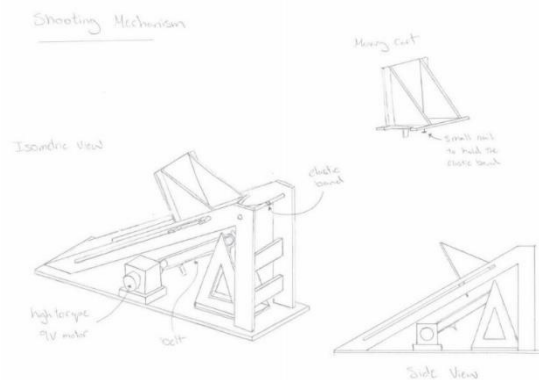 Shooting Mechanism
Moving Cart
small nail
to hold the
elastic band
Isometric View
elastic
band
high torque
9V motor
belt
Side View